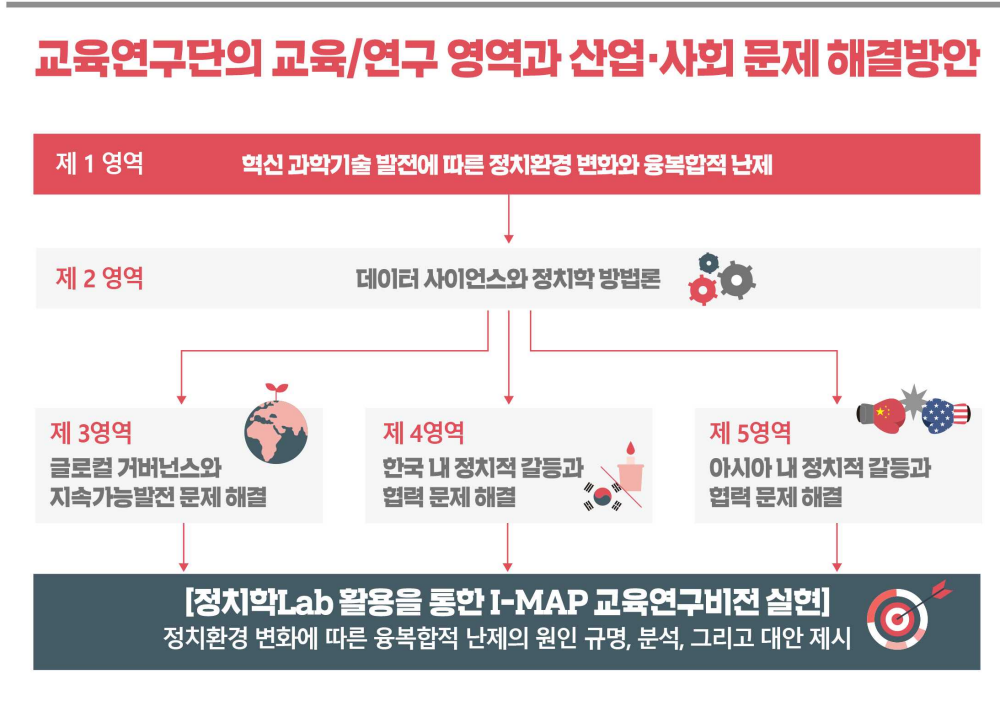 교육연구단의 교육/연구 영역과 산업·사회 문제 해결방안
제 1 영역
혁신 과학기술 발전에 따른 정치환경 변화와 융복합적 난제
제 2 영역
데이터 사이언스와 정치학 방법론
제 3영역
글로컬 거버넌스와
지속가능발전 문제 해결
제 4영역
한국 내 정치적 갈등과
협력 문제 해결
제 5영역
아시아 내 정치적 갈등과
협력 문제 해결
[정치학Lab 활용을 통한 I-MAP 교육연구비전 실현]
정치환경 변화에 따른 융복합적 난제의 원인 규명, 분석, 그리고 대안 제시